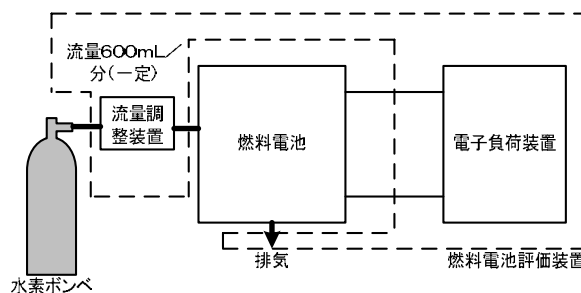 流量600mL／
分(一定)
流量調
整装置
燃料電池
電子負荷装置
排気
燃料電池評価装置
水素ボンベ